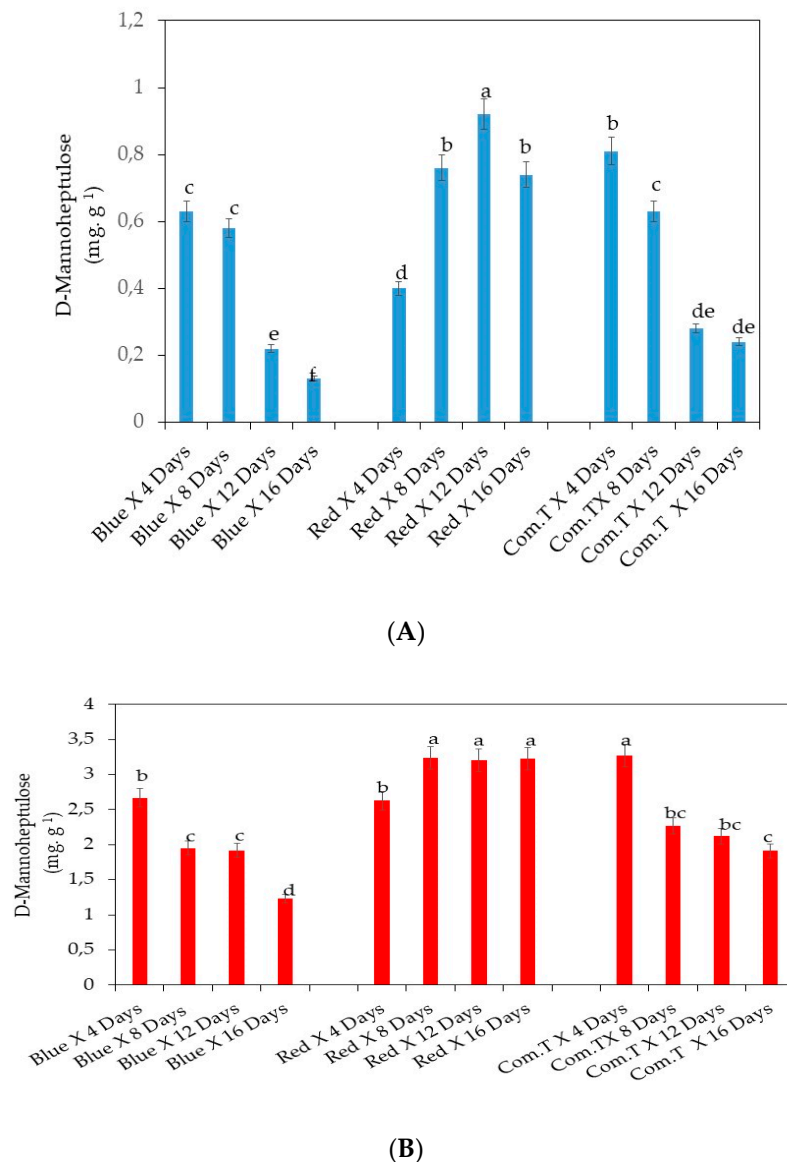 1,2
1
0,8
0,6
0,4
0,2
0
D-Mannoheptulose
(mg. g⁻¹)
c
c
e
f
d
b
a
b
b
c
de
de
Blue X 4 Days
Blue X 8 Days
Blue X 12 Days
Blue X 16 Days
Red X 4 Days
Red X 8 Days
Red X 12 Days
Red X 16 Days
Com.T X 4 Days
Com.TX 8 Days
Com.T X 12 Days
Com.T X 16 Days
(A)
4
3,5
3
2,5
2
1,5
1
0,5
0
D-Mannoheptulose
(mg. g⁻¹)
b
c
c
d
b
a
a
a
a
bc
bc
c
Blue X 4 Days
Blue X 8 Days
Blue X 12 Days
Blue X 16 Days
Red X 4 Days
Red X 8 Days
Red X 12 Days
Red X 16 Days
Com.T X 4 Days
Com.TX 8 Days
Com.T X 12 Days
Com.T X 16 Days
(B)